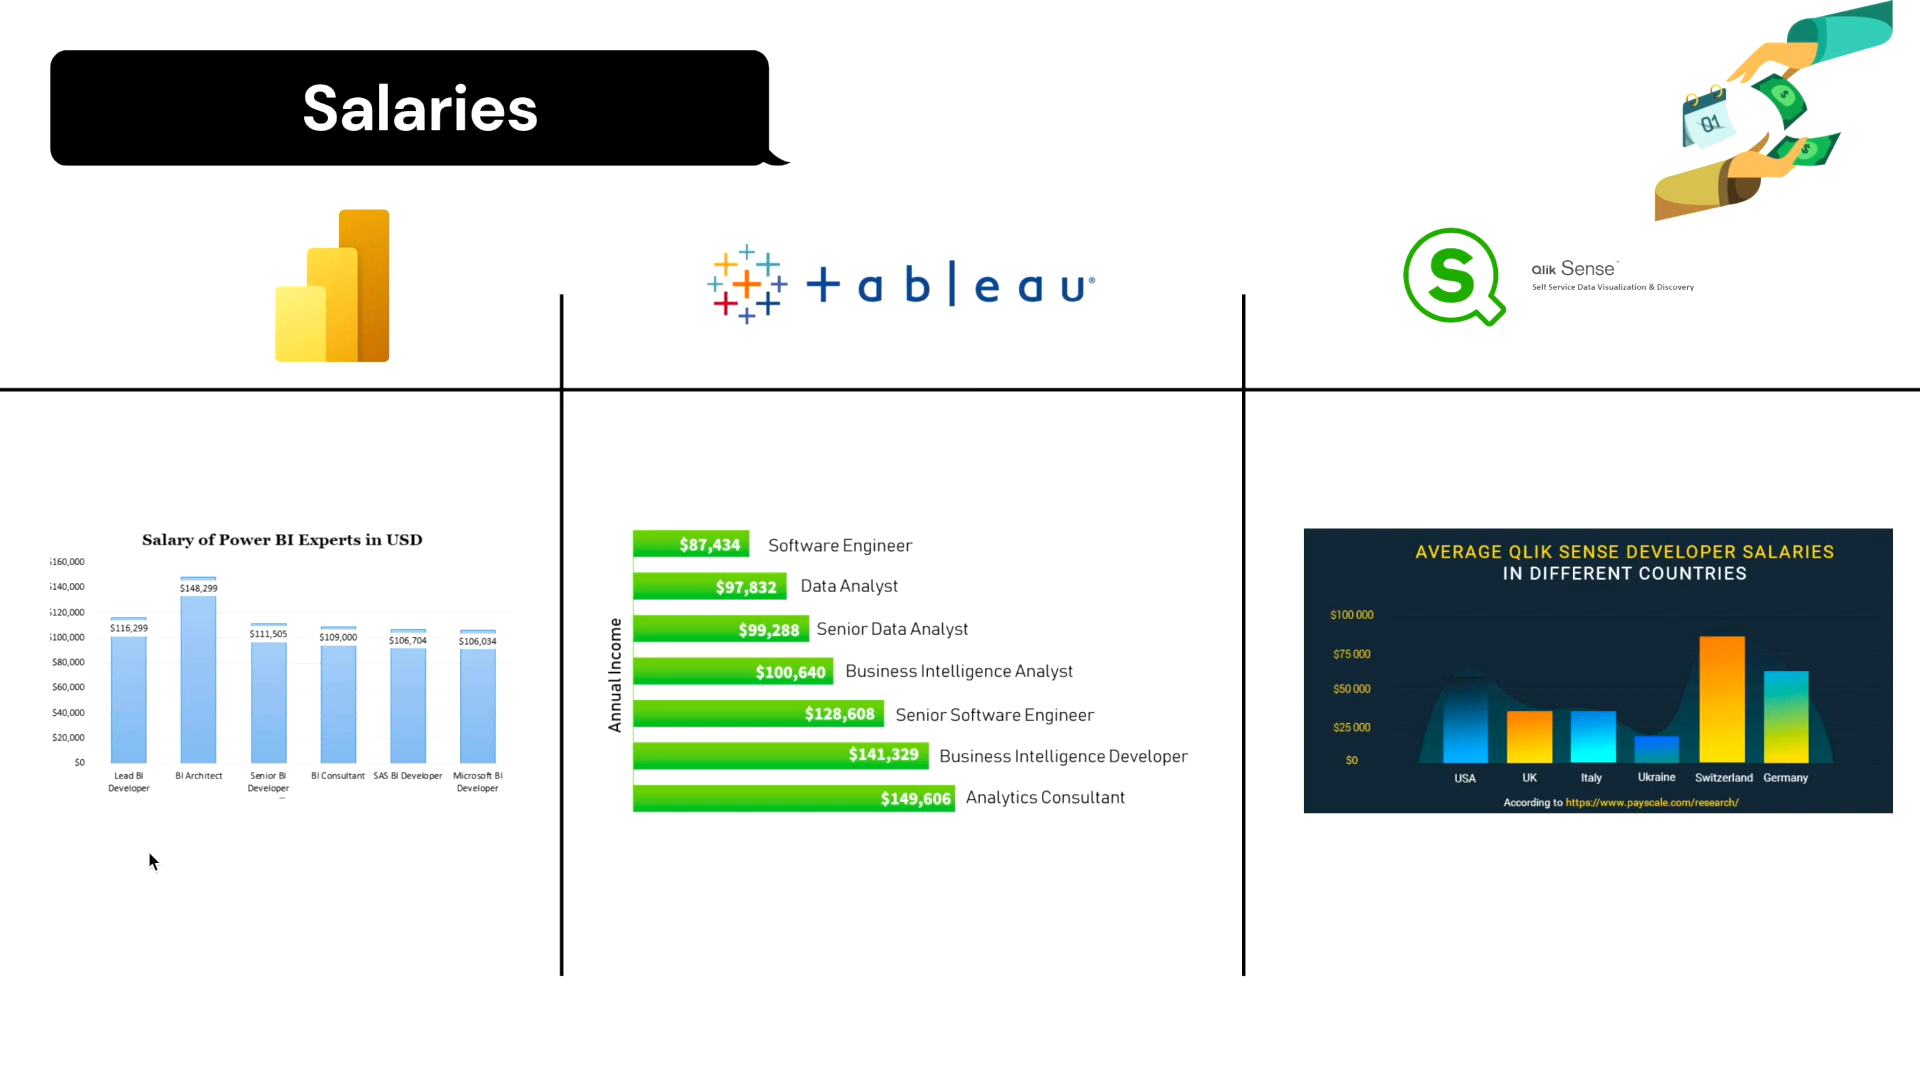 Salaries
01
+ableau®
Qlik Sense™
Self Service Data Visualization & Discovery
Salary of Power BI Experts in USD
$160,000
$140,000
$120,000
$100,000
$80,000
$60,000
$40,000
$20,000
$0
$116,299
$148,299
$111,505
$109,000
$106,704
$106,034
Lead BI
Developer
BI Architect
Senior BI
Developer
BI Consultant
SAS BI Developer
Microsoft BI
Developer
Annual Income
$87,434 Software Engineer
$97,832 Data Analyst
$99,288 Senior Data Analyst
$100,640 Business Intelligence Analyst
$128,608 Senior Software Engineer
$141,329 Business Intelligence Developer
$149,606 Analytics Consultant
AVERAGE QLIK SENSE DEVELOPER SALARIES
IN DIFFERENT COUNTRIES
$100 000
$75 000
$50 000
$25 000
$0
USA UK Italy Ukraine Switzerland Germany
According to https://www.payscale.com/research/